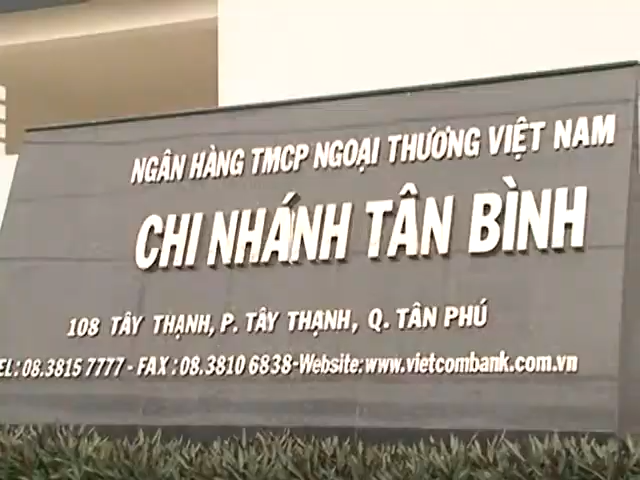 NGÂN HÀNG TMCP NGOẠI THƯƠNG VIỆT NAM
CHI NHÁNH TÂN BÌNH
108 TÂY THẠNH, P. TÂY THẠNH, Q. TÂN PHÚ
EL: 08.3815 7777 - FAX : 08.3810 6838-Website:www.vietcombank.com.vn